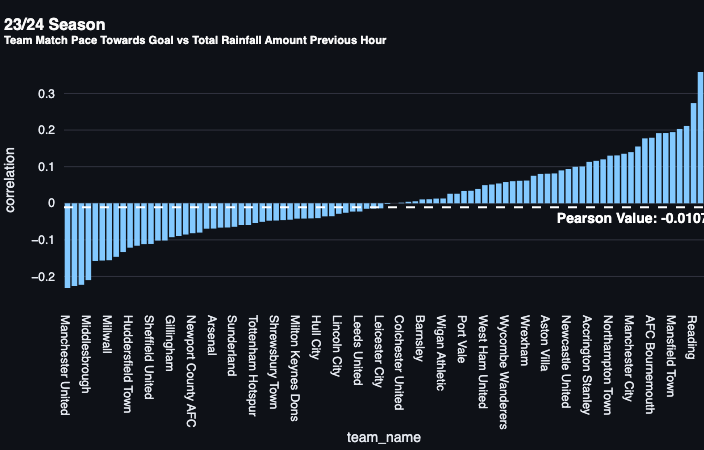 23/24 Season
Team Match Pace Towards Goal vs Total Rainfall Amount Previous Hour
correlation
0.3
0.2
0.1
0
−0.1
−0.2
Pearson Value: -0.0107
Manchester United
Middlesbrough
Millwall
Huddersfield Town
Sheffield United
Gillingham
Newport County AFC
Arsenal
Sunderland
Tottenham Hotspur
Shrewsbury Town
Milton Keynes Dons
Hull City
Lincoln City
Leeds United
Leicester City
Colchester United
Barnsley
Wigan Athletic
Port Vale
West Ham United
Wycombe Wanderers
Wrexham
Aston Villa
Newcastle United
Accrington Stanley
Northampton Town
Manchester City
AFC Bournemouth
Mansfield Town
Reading
team_name